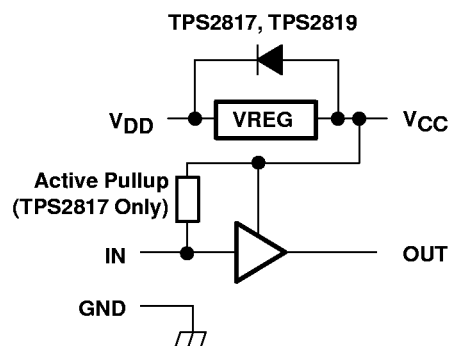 TPS2817, TPS2819
VDD
VREG
VCC
Active Pullup
(TPS2817 Only)
IN
OUT
GND